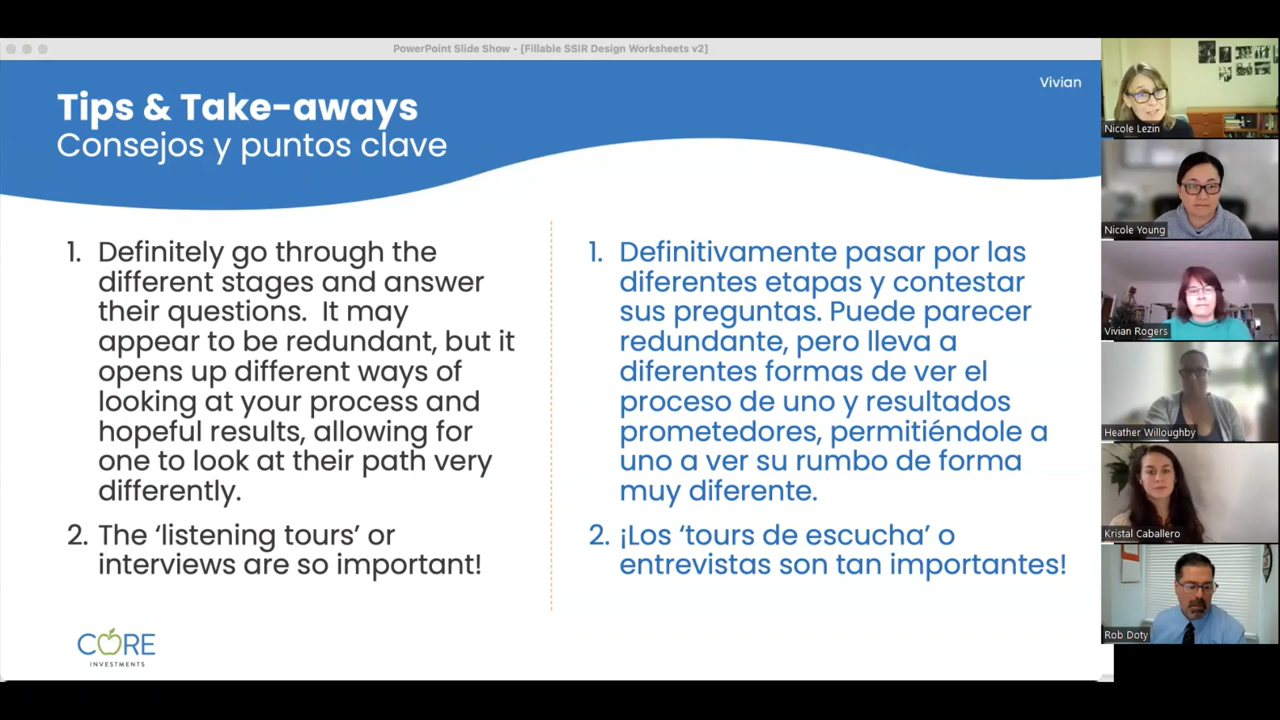 PowerPoint Slide Show - [Fillable SSIR Design Worksheets v2]
Vivian
Tips & Take-aways
Consejos y puntos clave
1. Definitely go through the
different stages and answer
their questions. It may
appear to be redundant, but it
opens up different ways of
looking at your process and
hopeful results, allowing for
one to look at their path very
differently.
2. The ‘listening tours’ or
interviews are so important!
1. Definitivamente pasar por las
diferentes etapas y contestar
sus preguntas. Puede parecer
redundante, pero lleva a
diferentes formas de ver el
proceso de uno y resultados
prometedores, permitiéndole a
uno a ver su rumbo de forma
muy diferente.
2. ¡Los ‘tours de escucha’ o
entrevistas son tan importantes!
CORE
INVESTMENTS
Nicole Lezin
Nicole Young
Vivian Rogers
Heather Willoughby
Kristal Caballero
Rob Doty